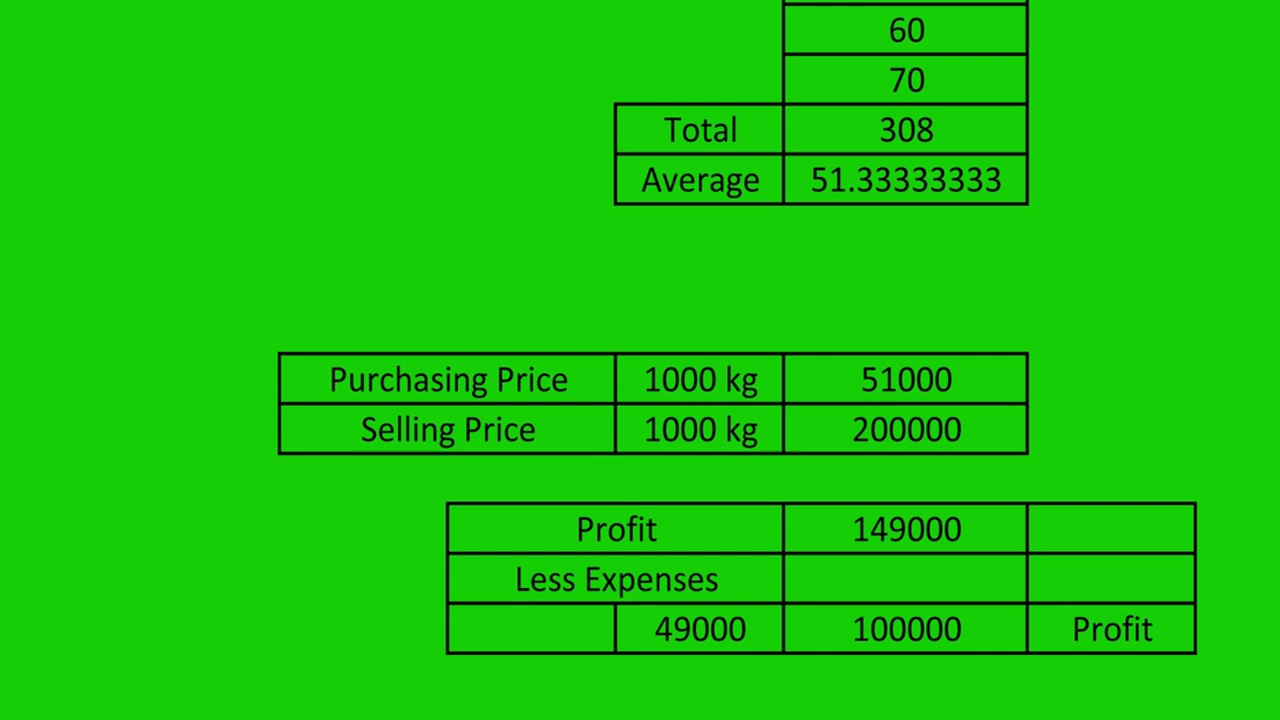 60
70
Total 308
Average 51.33333333
Purchasing Price 1000 kg 51000
Selling Price 1000 kg 200000
Profit 149000
Less Expenses
49000 100000 Profit